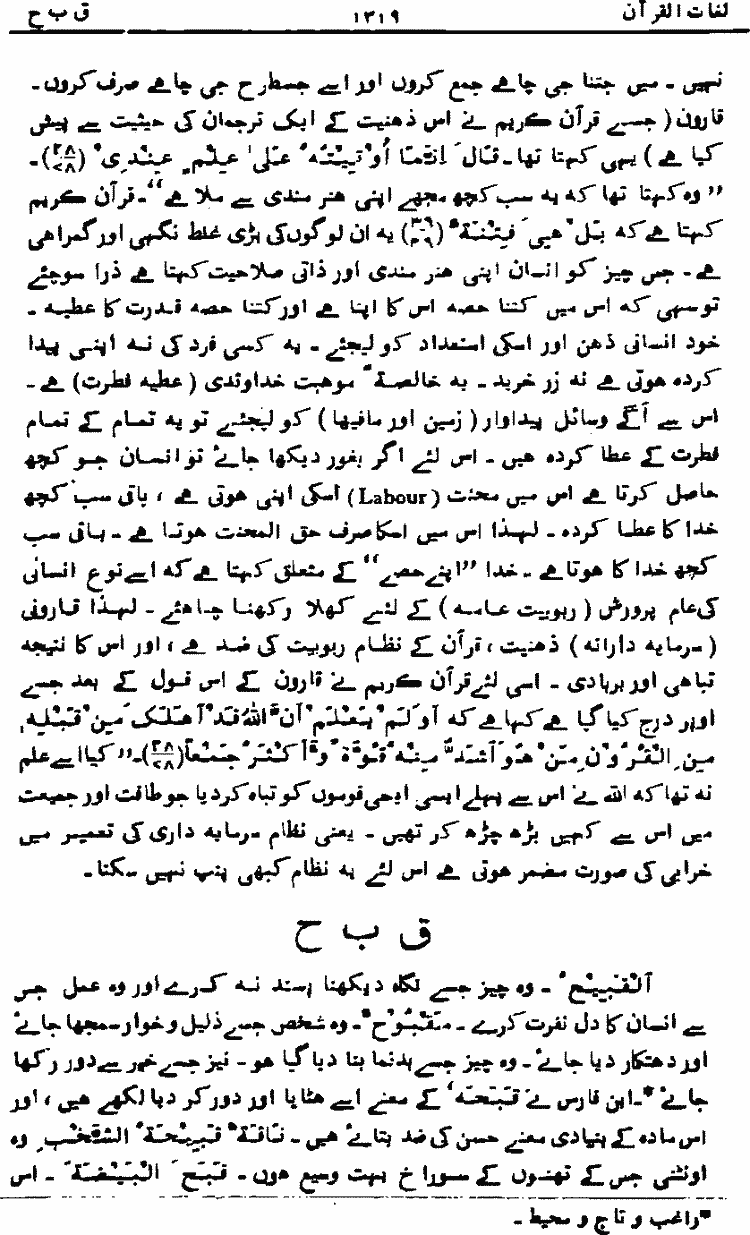 لغات القرآن ۱۳۱۹ ق ب ح
نہیں ۔ میں جتنا جی چاہے جمع کروں اور اسے جسطرح جی چاہے صرف کروں۔
قارون ( جسے قرآن کریم نے اس ذہنیت کے ایک ترجمان کی حیثیت سے پیش
کیا ہے ) یہی کہتا تھا ۔ قَالَ اِنَّمَا اُوْتِیْتُہٗ عَلٰی عِلْمٍ عِنْدِیْ (۲۸/۷۸)۔
’’ وہ کہتا تھا کہ یہ سب کچھ مجھے اپنی ہنر مندی سے ملا ہے‘‘۔ قرآن کریم
کہتا ہے کہ بَلْ ھِیَ فِتْنَۃٌ (۳۹/۴۹) یہ ان لوگوں کی بڑی غلط نگہی اور گمراہی
ہے ۔ جس چیز کو انسان اپنی ہنر مندی اور ذاتی صلاحیت کہتا ہے ذرا سوچئے
توسہی کہ اس میں کتنا حصہ اس کا اپنا ہے اور کتنا حصہ قدرت کا عطیہ ۔
خود انسانی ذہن اور اسکی استعداد کو لیجئے ۔ یہ کسی فرد کی نہ اپنی پیدا
کردہ ہوتی ہے نہ زر خرید ۔ یہ خالصۃً موہبت خداوندی ( عطیہ فطرت ) ہے ۔
اس سے آگے وسائل پیداوار ( زمین اور مافیہا ) کو لیجئے تو یہ تمام کے تمام
فطرت کے عطا کردہ ہیں ۔ اس لئے اگر بغور دیکھا جائے تو انسان جو کچھ
حاصل کرتا ہے اس میں محنت ( Labour ) اسکی اپنی ہوتی ہے ، باقی سب کچھ
خدا کا عطا کردہ ۔ لہذا اس میں اسکا صرف حق المحنت ہوتا ہے ۔ باقی سب
کچھ خدا کا ہوتا ہے ۔ خدا ’’اپنے حصے‘‘ کے متعلق کہتا ہے کہ اسے نوع انسانی
کی عام پرورش ( ربوبیت عامہ ) کے لئے کھلا رکھنا چاہئے ۔ لہذا قارونی
( سرمایہ دارانہ ) ذہنیت ، قرآن کے نظام ربوبیت کی ضد ہے ، اور اس کا نتیجہ
تباہی اور بربادی ۔ اسی لئے قرآن کریم نے قارون کے اس قول کے بعد جسے
اوپر درج کیا گیا ہے کہا ہے کہ اَوَ لَمْ یَعْلَمْ اَنَّ اللہَ قَدْ اَھْلَکَ مِنْ قَبْلِہٖ
مِنَ الْقُرُوْنِ مَنْ ھُوَ اَشَدُّ مِنْہُ قُوَّۃً وَّ اَکْثَرُ جَمْعاً (۲۸/۷۸)۔ ’’ کیا اسے علم
نہ تھا کہ اللہ نے اس سے پہلے ایسی ایسی قوموں کو تباہ کر دیا جو طاقت اور جمعیت
میں اس سے کہیں بڑھ چڑھ کر تھیں ۔ یعنی نظام سرمایہ داری کی تعمیر میں
خرابی کی صورت مضمر ہوتی ہے اس لئے یہ نظام کبھی پنپ نہیں سکتا۔
ق ب ح
اَلْقَبِیْحُ ۔ وہ چیز جسے نگاہ دیکھنا پسند نہ کرے اور وہ عمل جس
سے انسان کا دل نفرت کرے ۔ مَقْبُوْحٌ ۔ وہ شخص جسے ذلیل و خوار سمجھا جائے
اور دھتکار دیا جائے ۔ وہ چیز جسے بدنما بنا دیا گیا ہو ۔ نیز جسے خیر سے دور رکھا
جائے*۔ ابن فارس نے قَبَحَہٗ کے معنے اسے ہٹایا اور دور کر دیا لکھے ہیں ، اور
اس مادہ کے بنیادی معنے حسن کی ضد بتائے ہیں ۔ نَاقَۃٌ قَبِیْحَۃُ الشُّخْبِ وہ
اونٹنی جس کے تھنوں کے سوراخ بہت وسیع ہوں ۔ قَبَحَ الْبَیْضَۃَ ۔ اس
*راغب و تاج و محیط ۔